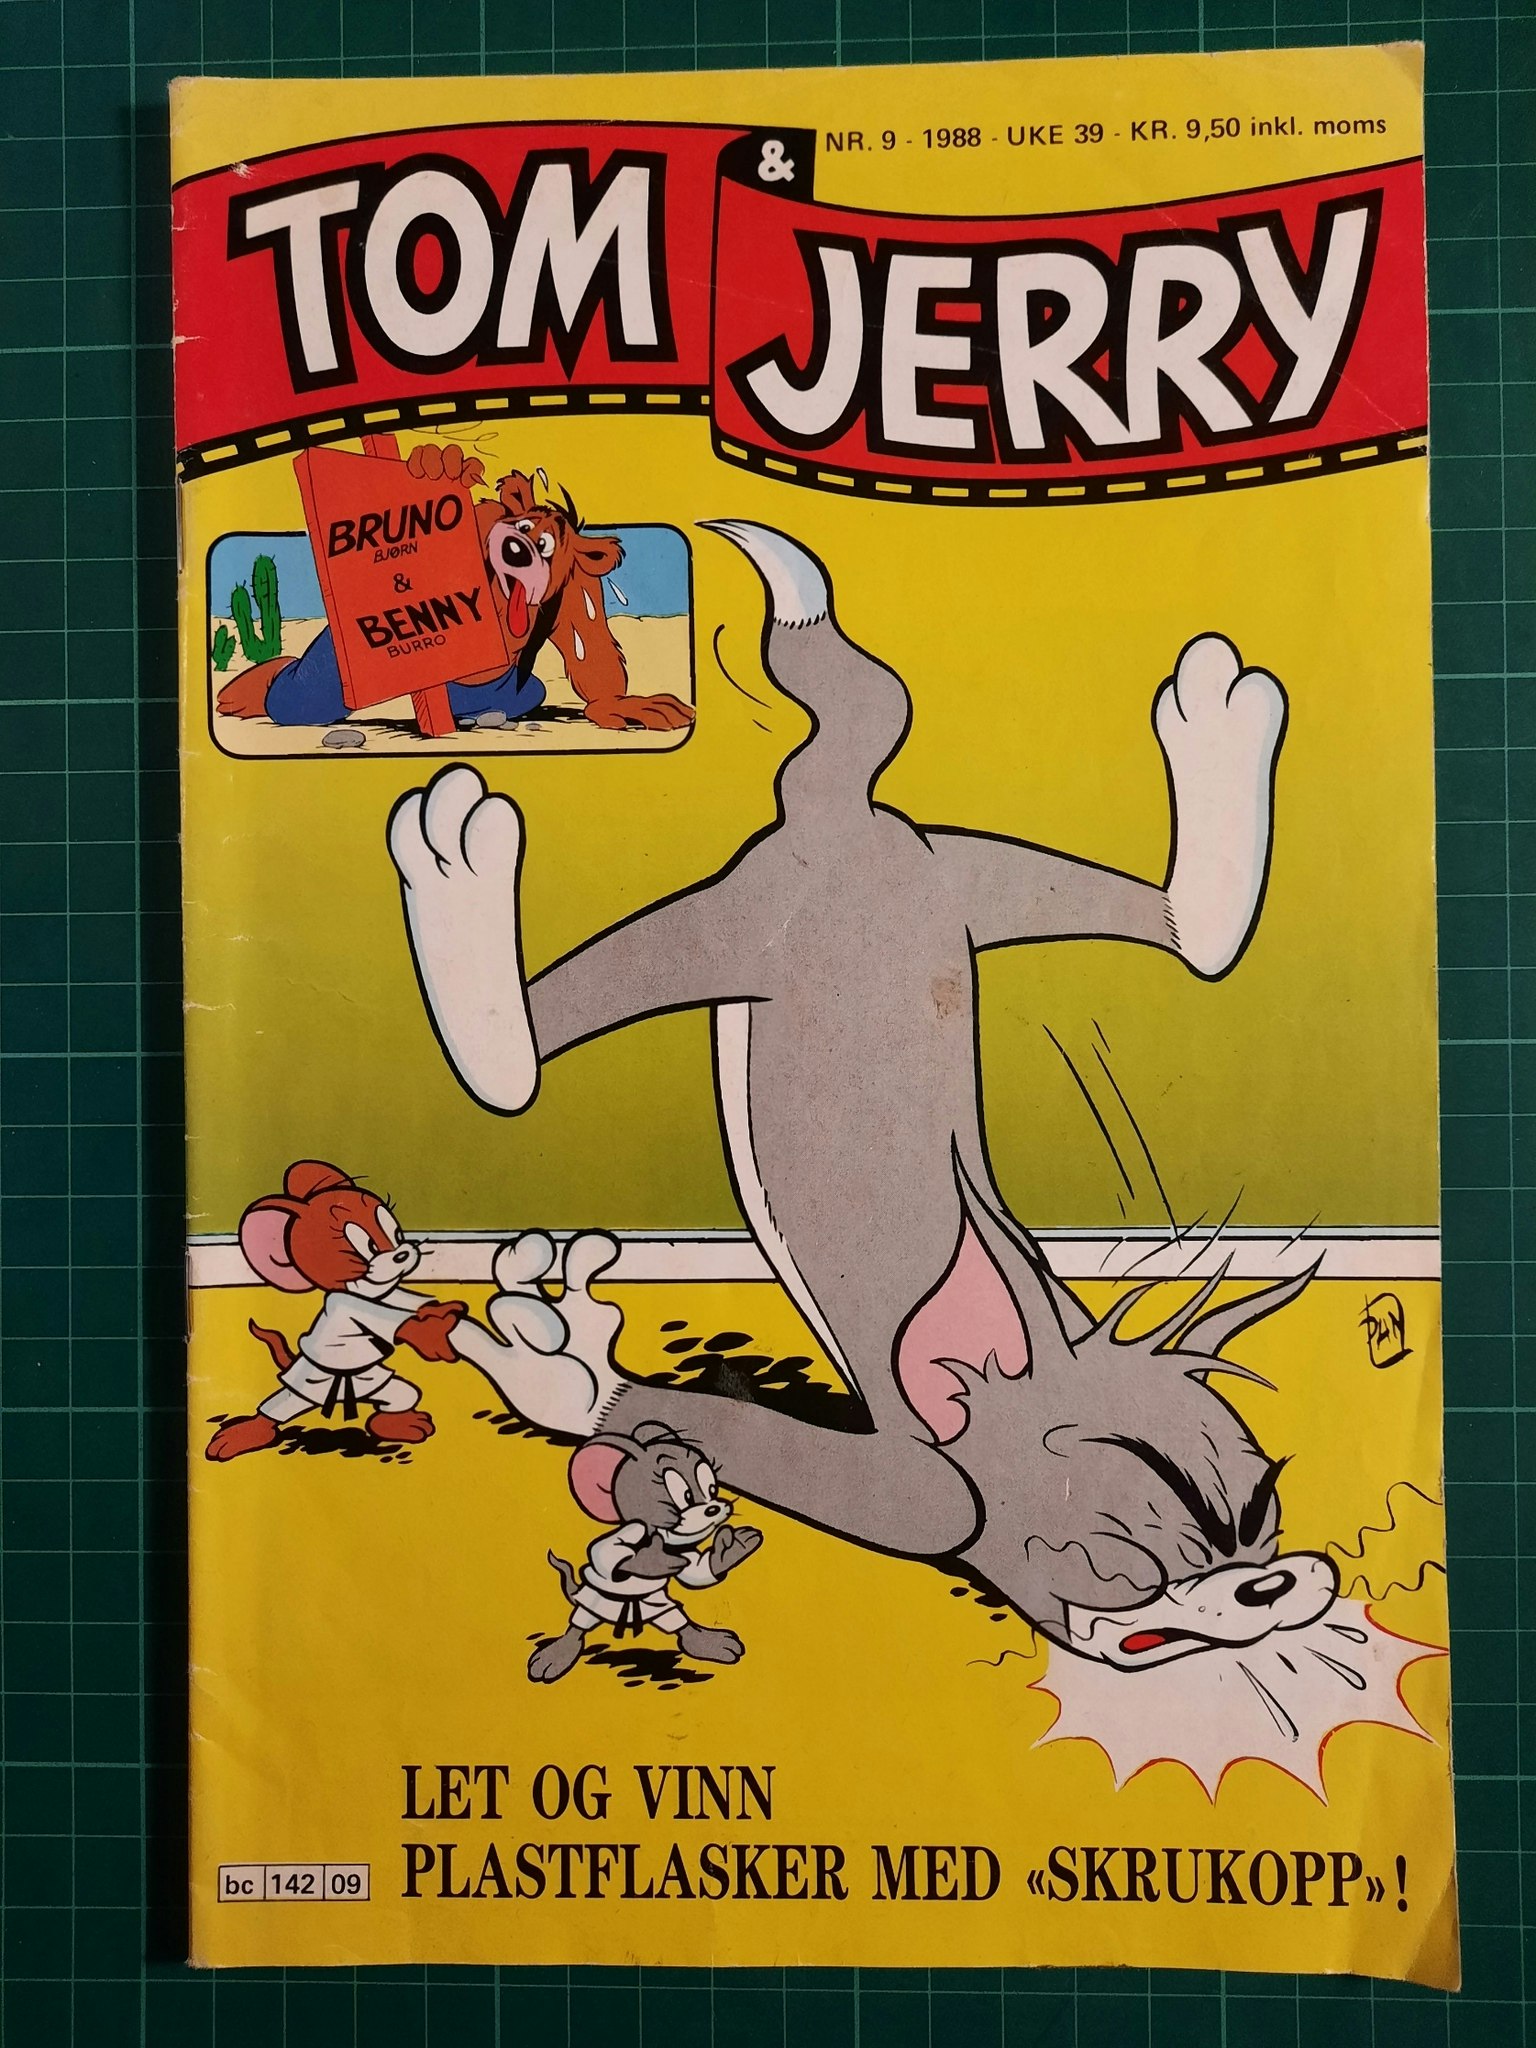 NR. 9 - 1988 - UKE 39 - KR. 9,50 inkl. moms
TOM & JERRY
BRUNO
BJØRN
&
BENNY
BURRO
DAN
LET OG VINN
PLASTFLASKER MED «SKRUKOPP»!
bc 142 09